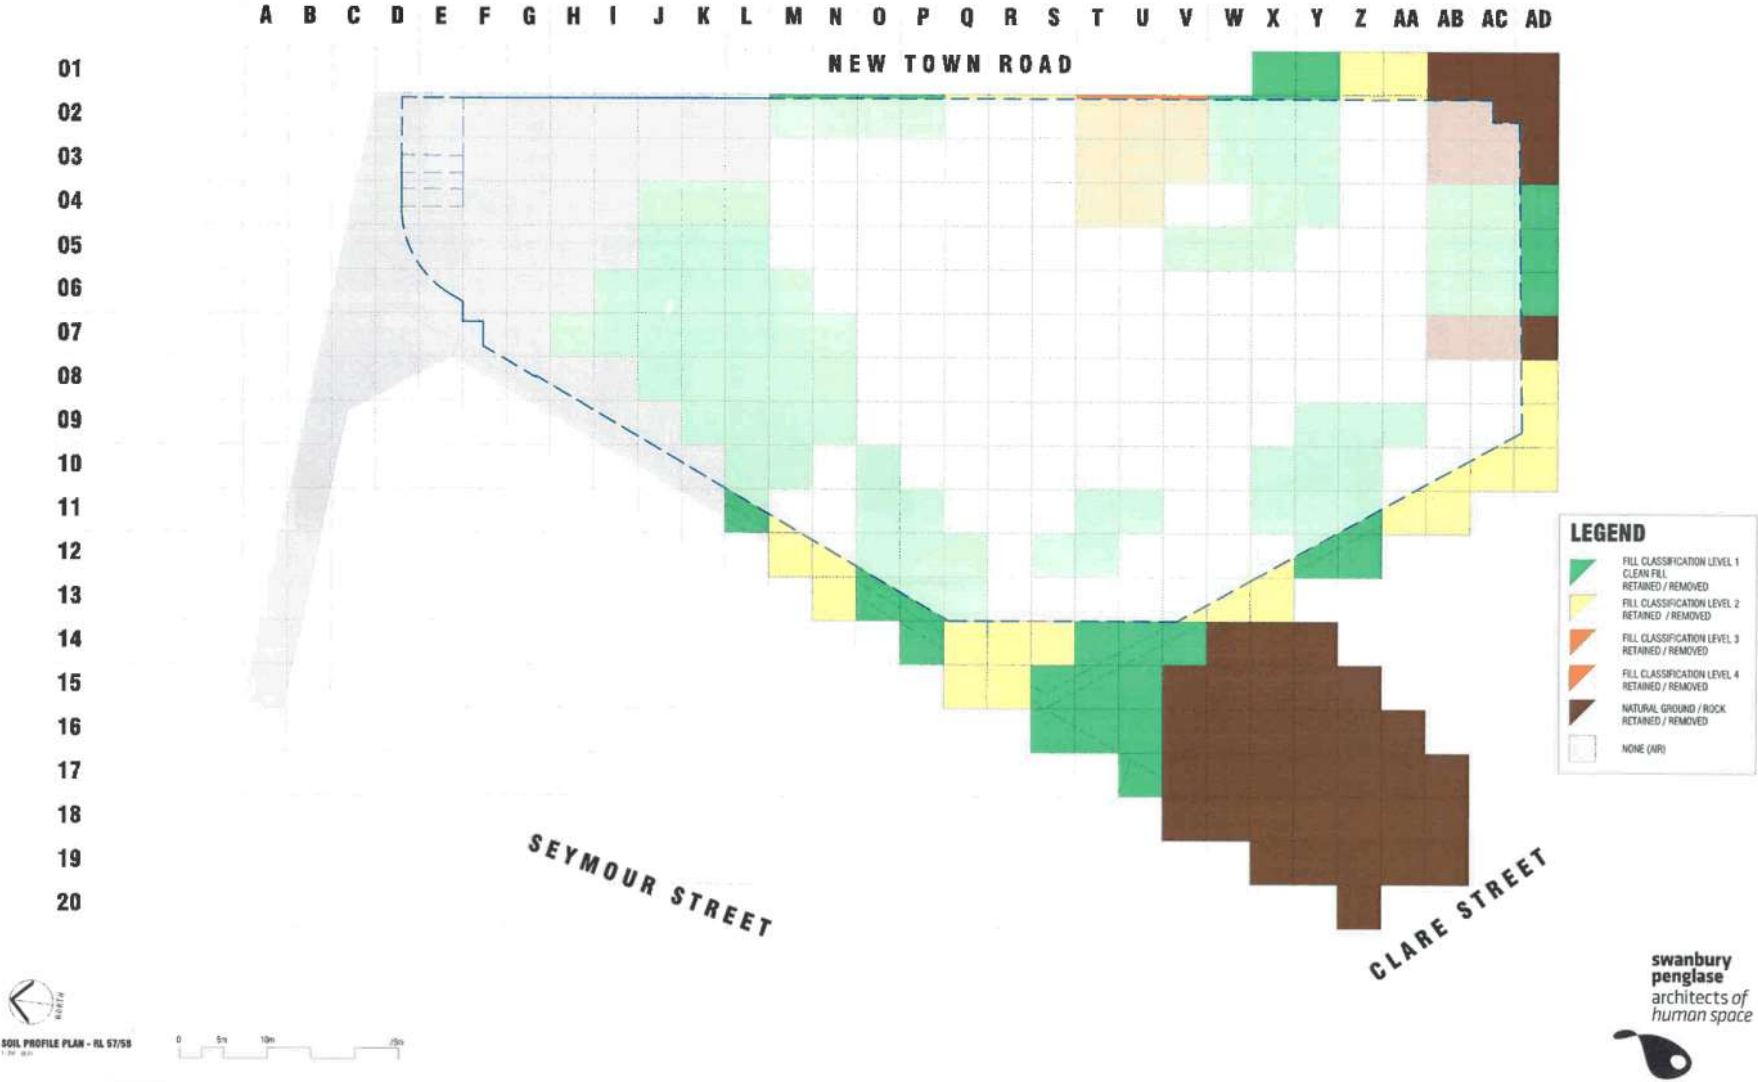 A B C D E F G H I J K L M N O P Q R S T U V W X Y Z AA AB AC AD
NEW TOWN ROAD
01
02
03
04
05
06
07
08
09
10
11
12
13
14
15
16
17
18
19
20
SEYMOUR STREET
CLARE STREET
LEGEND
FILL CLASSIFICATION LEVEL 1
CLEAN FILL
RETAINED / REMOVED
FILL CLASSIFICATION LEVEL 2
RETAINED / REMOVED
FILL CLASSIFICATION LEVEL 3
RETAINED / REMOVED
FILL CLASSIFICATION LEVEL 4
RETAINED / REMOVED
NATURAL GROUND / ROCK
RETAINED / REMOVED
NONE (AIR)
NORTH
SOIL PROFILE PLAN - RL 57/58
0 5m 10m
swanbury
penglase
architects of
human space